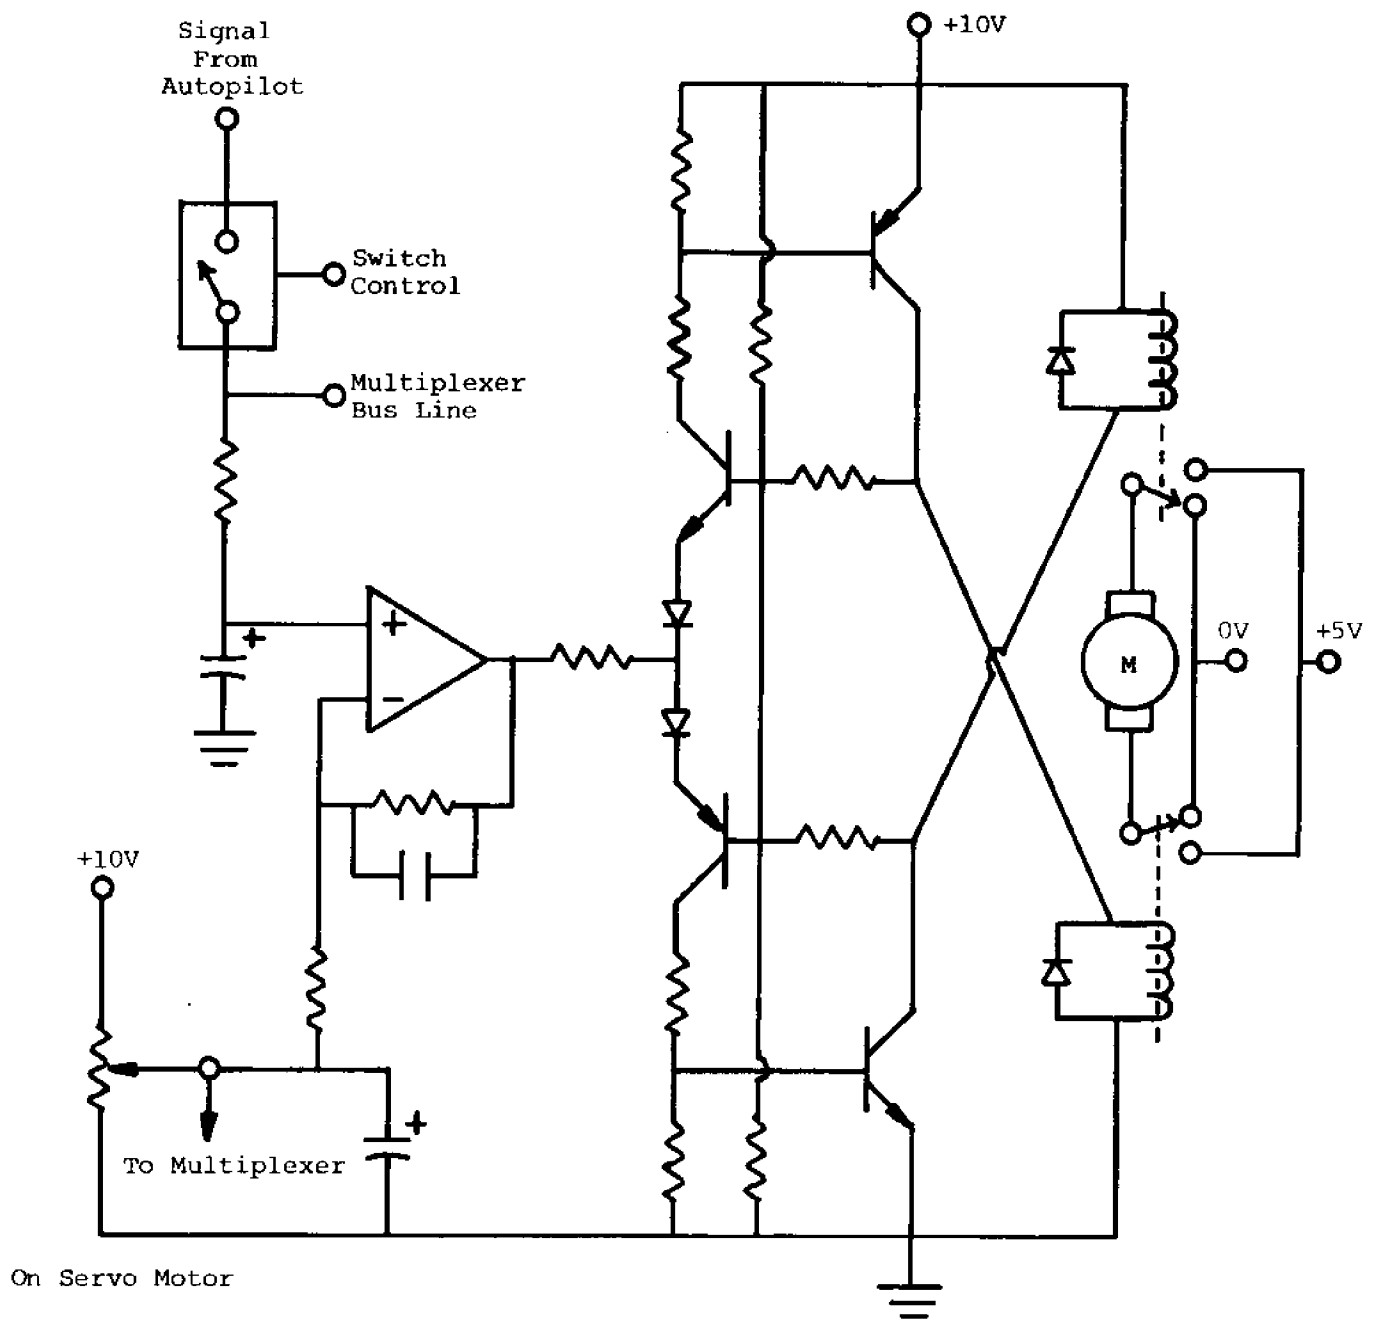 Signal
From
Autopilot
+10V
Switch
Control
Multiplexer
Bus Line
+
+
−
M
0V
+5V
+10V
+
To Multiplexer
On Servo Motor